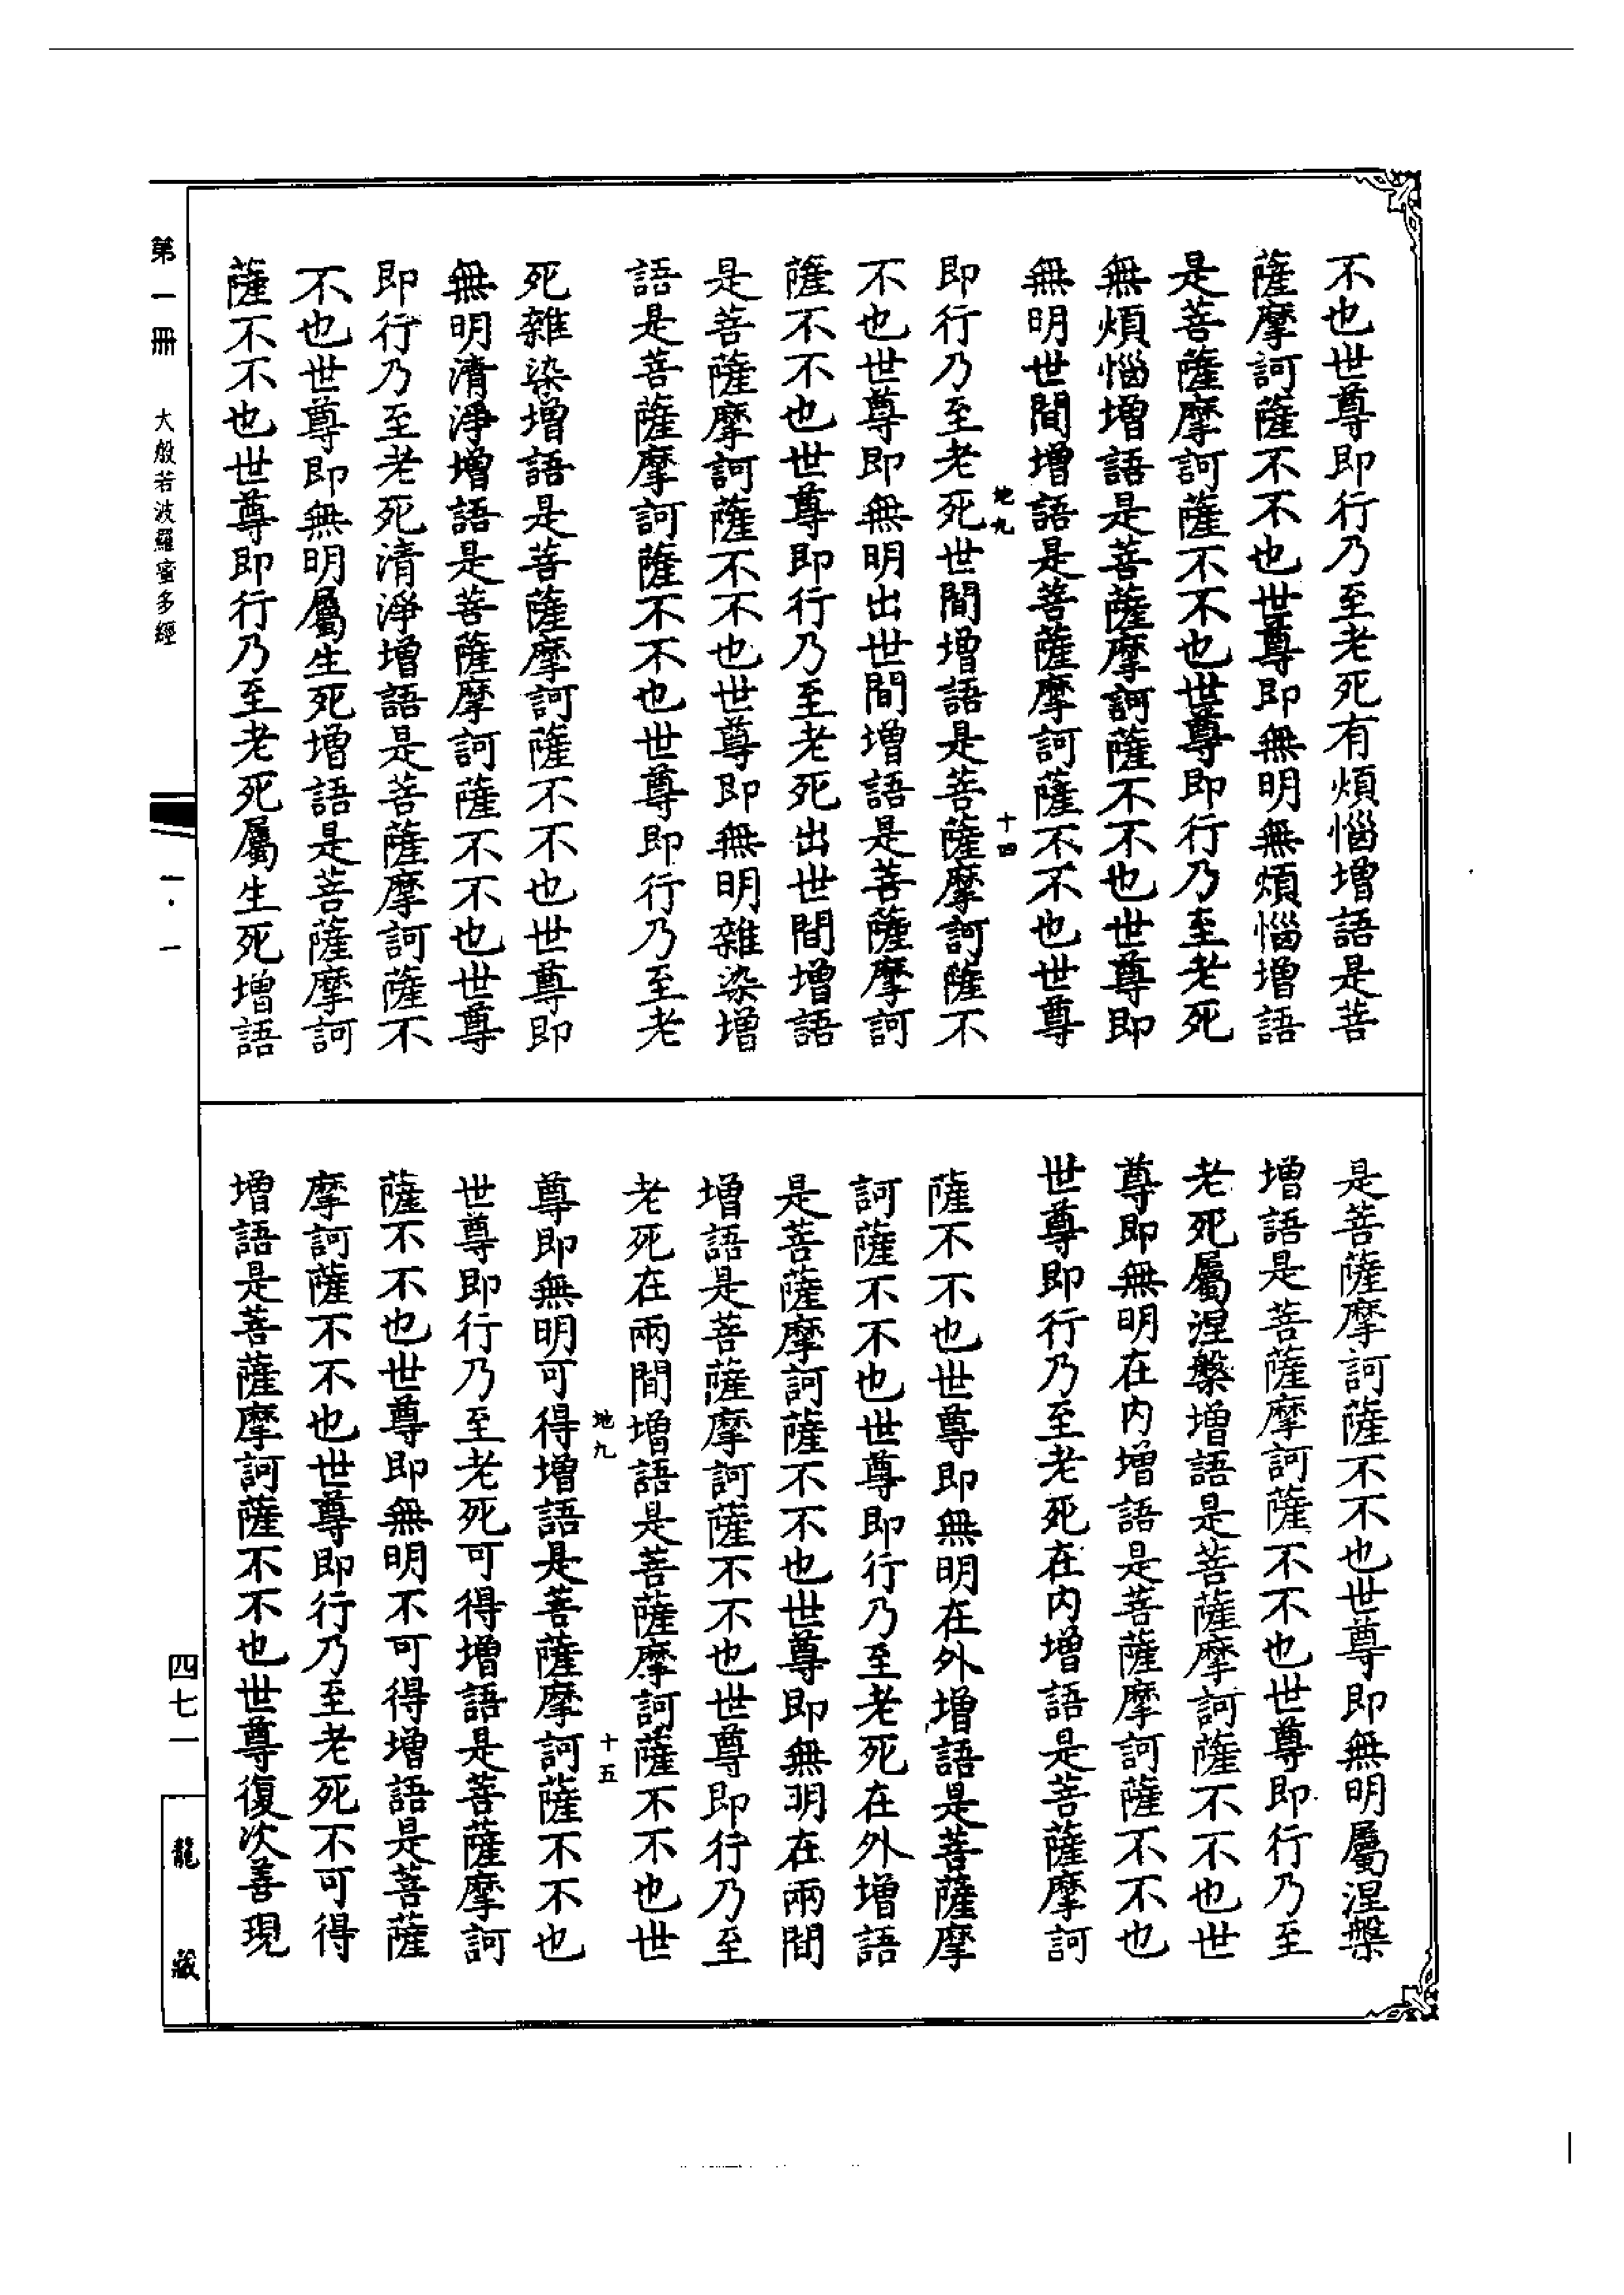 不也世尊即行乃至老死有煩惱增語是菩
薩摩訶薩不不也世尊即無明無煩惱增語
是菩薩摩訶薩不不也世尊即行乃至老死
無煩惱增語是菩薩摩訶薩不不也世尊即
無明世間增語是菩薩摩訶薩不不也世尊
地九 十四
即行乃至老死世間增語是菩薩摩訶薩不
不也世尊即無明出世間增語是菩薩摩訶
薩不不也世尊即行乃至老死出世間增語
是菩薩摩訶薩不不也世尊即無明雜染增
語是菩薩摩訶薩不不也世尊即行乃至老
死雜染增語是菩薩摩訶薩不不也世尊即
無明清淨增語是菩薩摩訶薩不不也世尊
即行乃至老死清淨增語是菩薩摩訶薩不
不也世尊即無明屬生死增語是菩薩摩訶
薩不不也世尊即行乃至老死屬生死增語
是菩薩摩訶薩不不也世尊即無明屬涅槃
增語是菩薩摩訶薩不不也世尊即行乃至
老死屬涅槃增語是菩薩摩訶薩不不也世
尊即無明在內增語是菩薩摩訶薩不不也
世尊即行乃至老死在內增語是菩薩摩訶
薩不不也世尊即無明在外增語是菩薩摩
訶薩不不也世尊即行乃至老死在外增語
是菩薩摩訶薩不不也世尊即無明在兩間
增語是菩薩摩訶薩不不也世尊即行乃至
老死在兩間增語是菩薩摩訶薩不不也世
地九 十五
尊即無明可得增語是菩薩摩訶薩不不也
世尊即行乃至老死可得增語是菩薩摩訶
薩不不也世尊即無明不可得增語是菩薩
摩訶薩不不也世尊即行乃至老死不可得
增語是菩薩摩訶薩不不也世尊復次善現
第一冊 大般若波羅蜜多經 一·一 四七一 龍藏